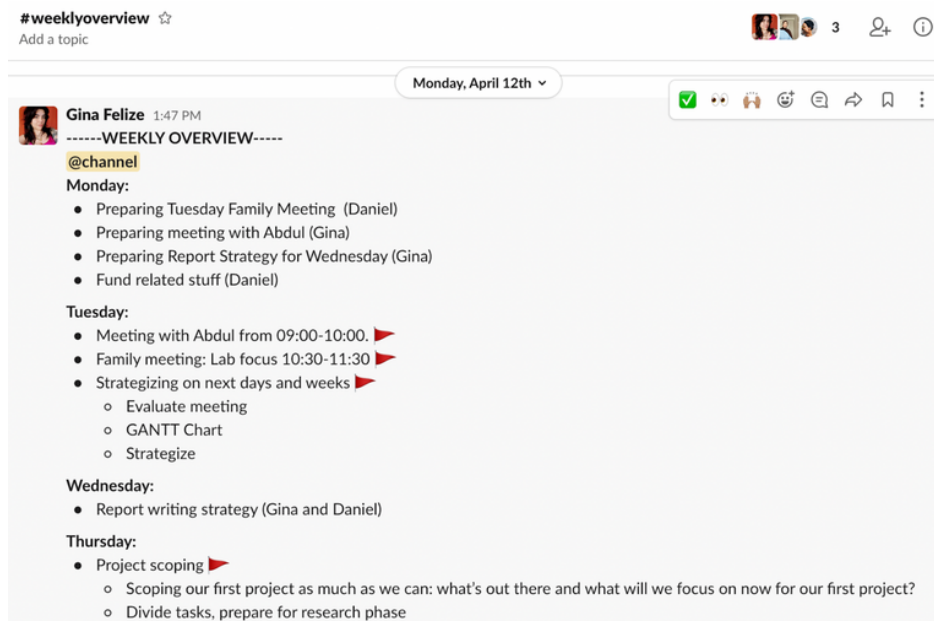 #weeklyoverview
Add a topic
3
Monday, April 12th
Gina Felize 1:47 PM
------WEEKLY OVERVIEW-----
@channel
Monday:
• Preparing Tuesday Family Meeting (Daniel)
• Preparing meeting with Abdul (Gina)
• Preparing Report Strategy for Wednesday (Gina)
• Fund related stuff (Daniel)
Tuesday:
• Meeting with Abdul from 09:00-10:00.
• Family meeting: Lab focus 10:30-11:30
• Strategizing on next days and weeks
◦ Evaluate meeting
◦ GANTT Chart
◦ Strategize
Wednesday:
• Report writing strategy (Gina and Daniel)
Thursday:
• Project scoping
◦ Scoping our first project as much as we can: what's out there and what will we focus on now for our first project?
◦ Divide tasks, prepare for research phase